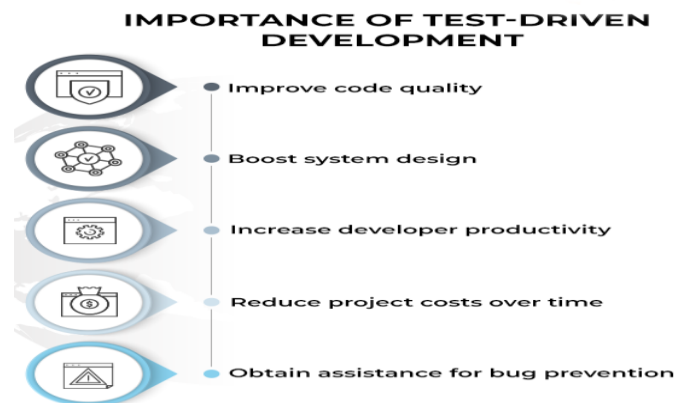 IMPORTANCE OF TEST-DRIVEN
DEVELOPMENT
Improve code quality
Boost system design
Increase developer productivity
Reduce project costs over time
Obtain assistance for bug prevention